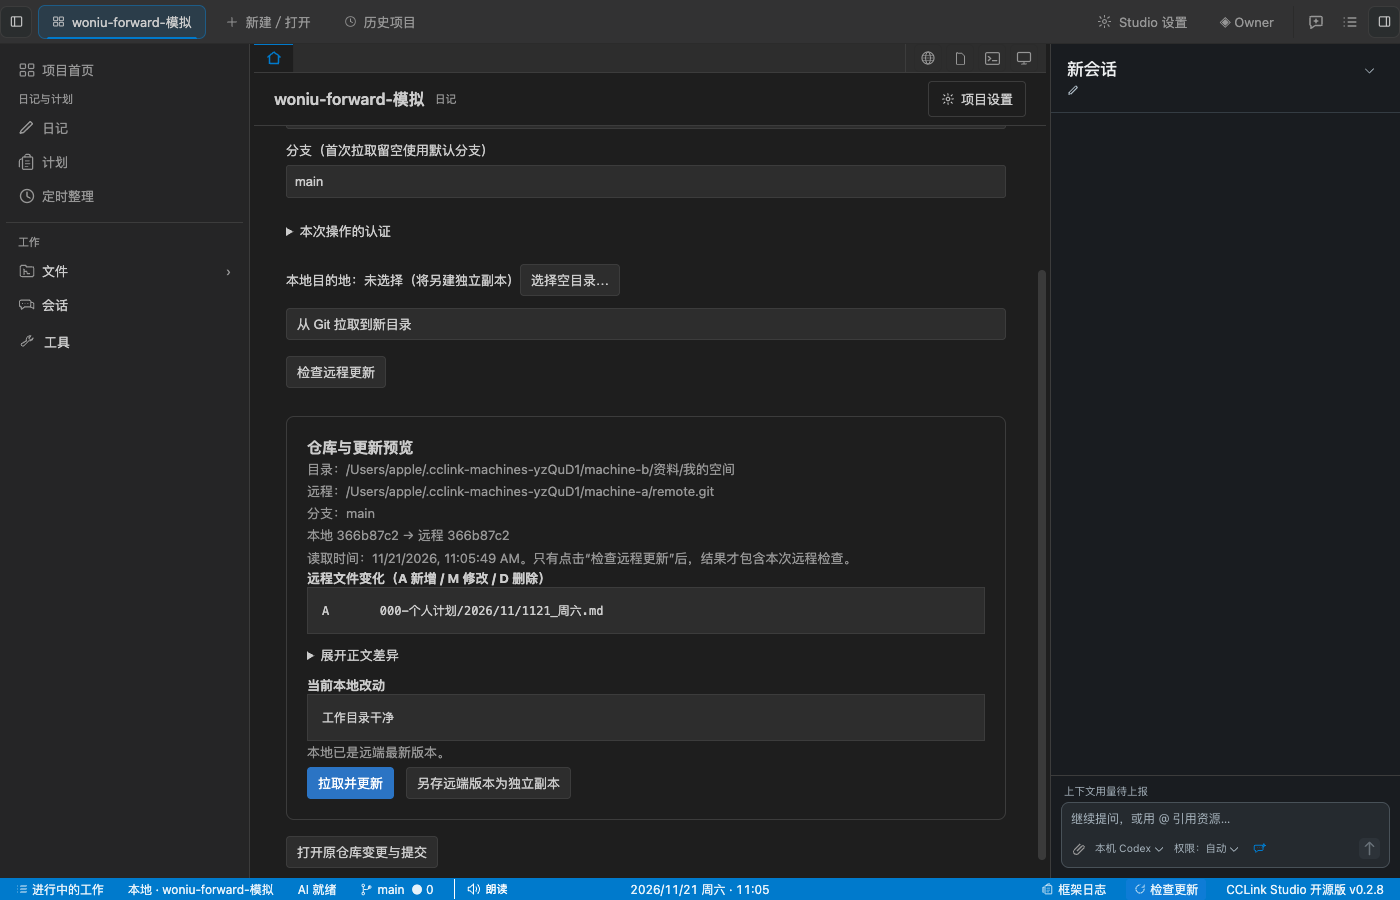 woniu-forward-模拟
新建 / 打开
历史项目
Studio 设置
Owner
项目首页
日记与计划
日记
计划
定时整理
工作
文件
会话
工具
woniu-forward-模拟 日记
项目设置
分支（首次拉取留空使用默认分支）
main
本次操作的认证
本地目的地：未选择（将另建独立副本） 选择空目录...
从 Git 拉取到新目录
检查远程更新
仓库与更新预览
目录：/Users/apple/.cclink-machines-yzQuD1/machine-b/资料/我的空间
远程：/Users/apple/.cclink-machines-yzQuD1/machine-a/remote.git
分支：main
本地 366b87c2 → 远程 366b87c2
读取时间：11/21/2026, 11:05:49 AM。只有点击“检查远程更新”后，结果才包含本次远程检查。
远程文件变化（A 新增 / M 修改 / D 删除）
A 000-个人计划/2026/11/1121_周六.md
展开正文差异
当前本地改动
工作目录干净
本地已是远端最新版本。
拉取并更新 另存远端版本为独立副本
打开原仓库变更与提交
新会话
上下文用量待上报
继续提问，或用 @ 引用资源...
本机 Codex 权限：自动
进行中的工作 本地 · woniu-forward-模拟 AI 就绪 main 0 朗读 2026/11/21 周六 · 11:05 框架日志 检查更新 CCLink Studio 开源版 v0.2.8